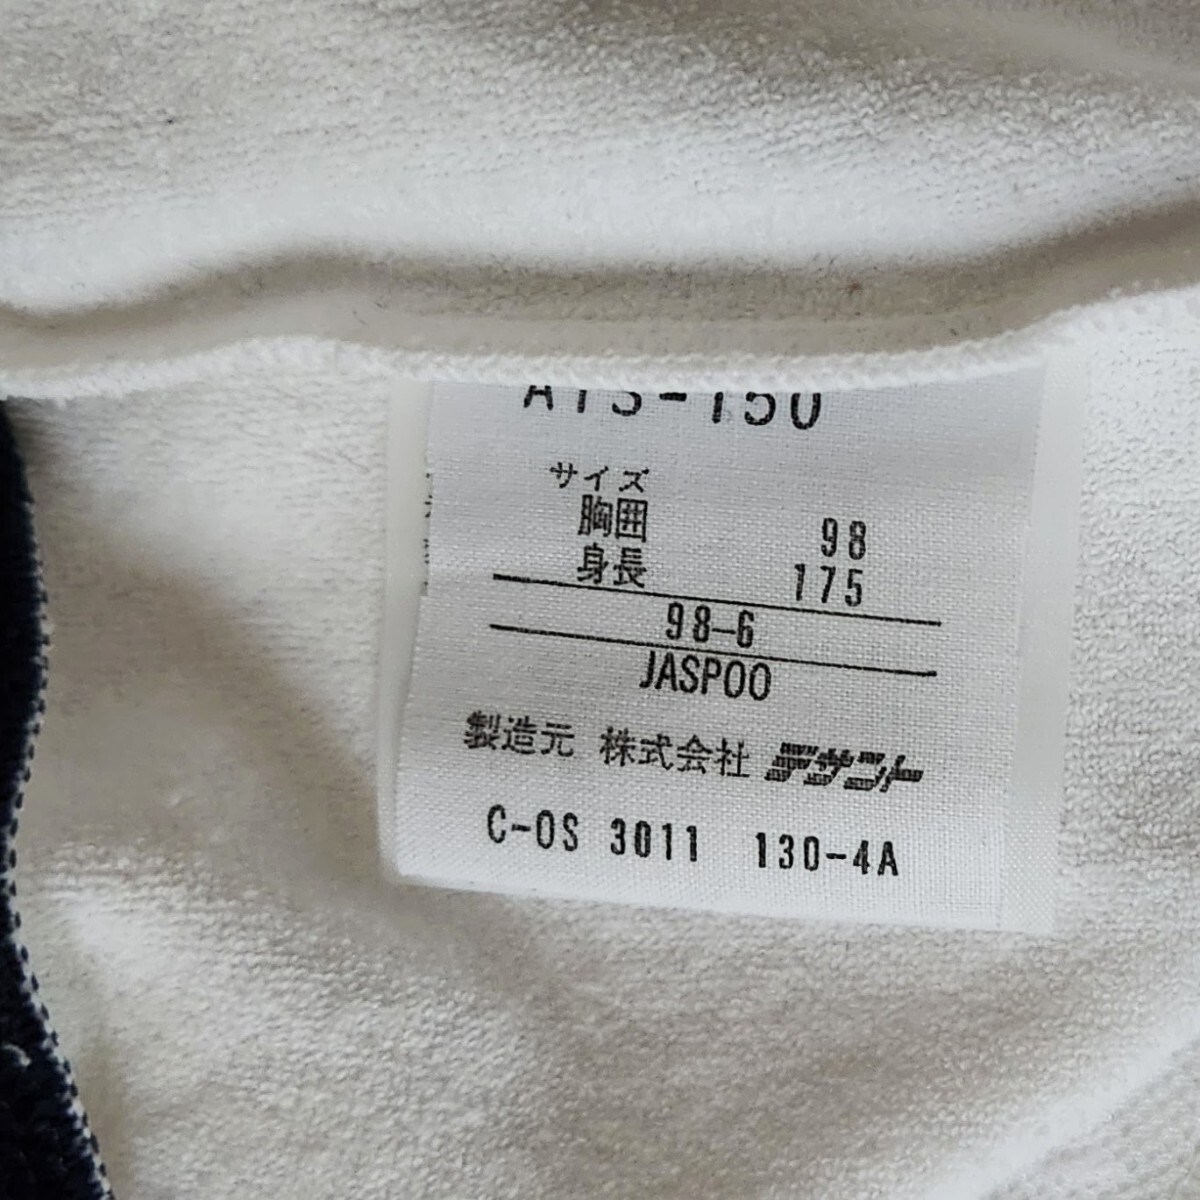 サイズ
胸囲 98
身長 175
98-6
JASPO0
製造元 株式会社 デサント
C-OS 3011 130-4A